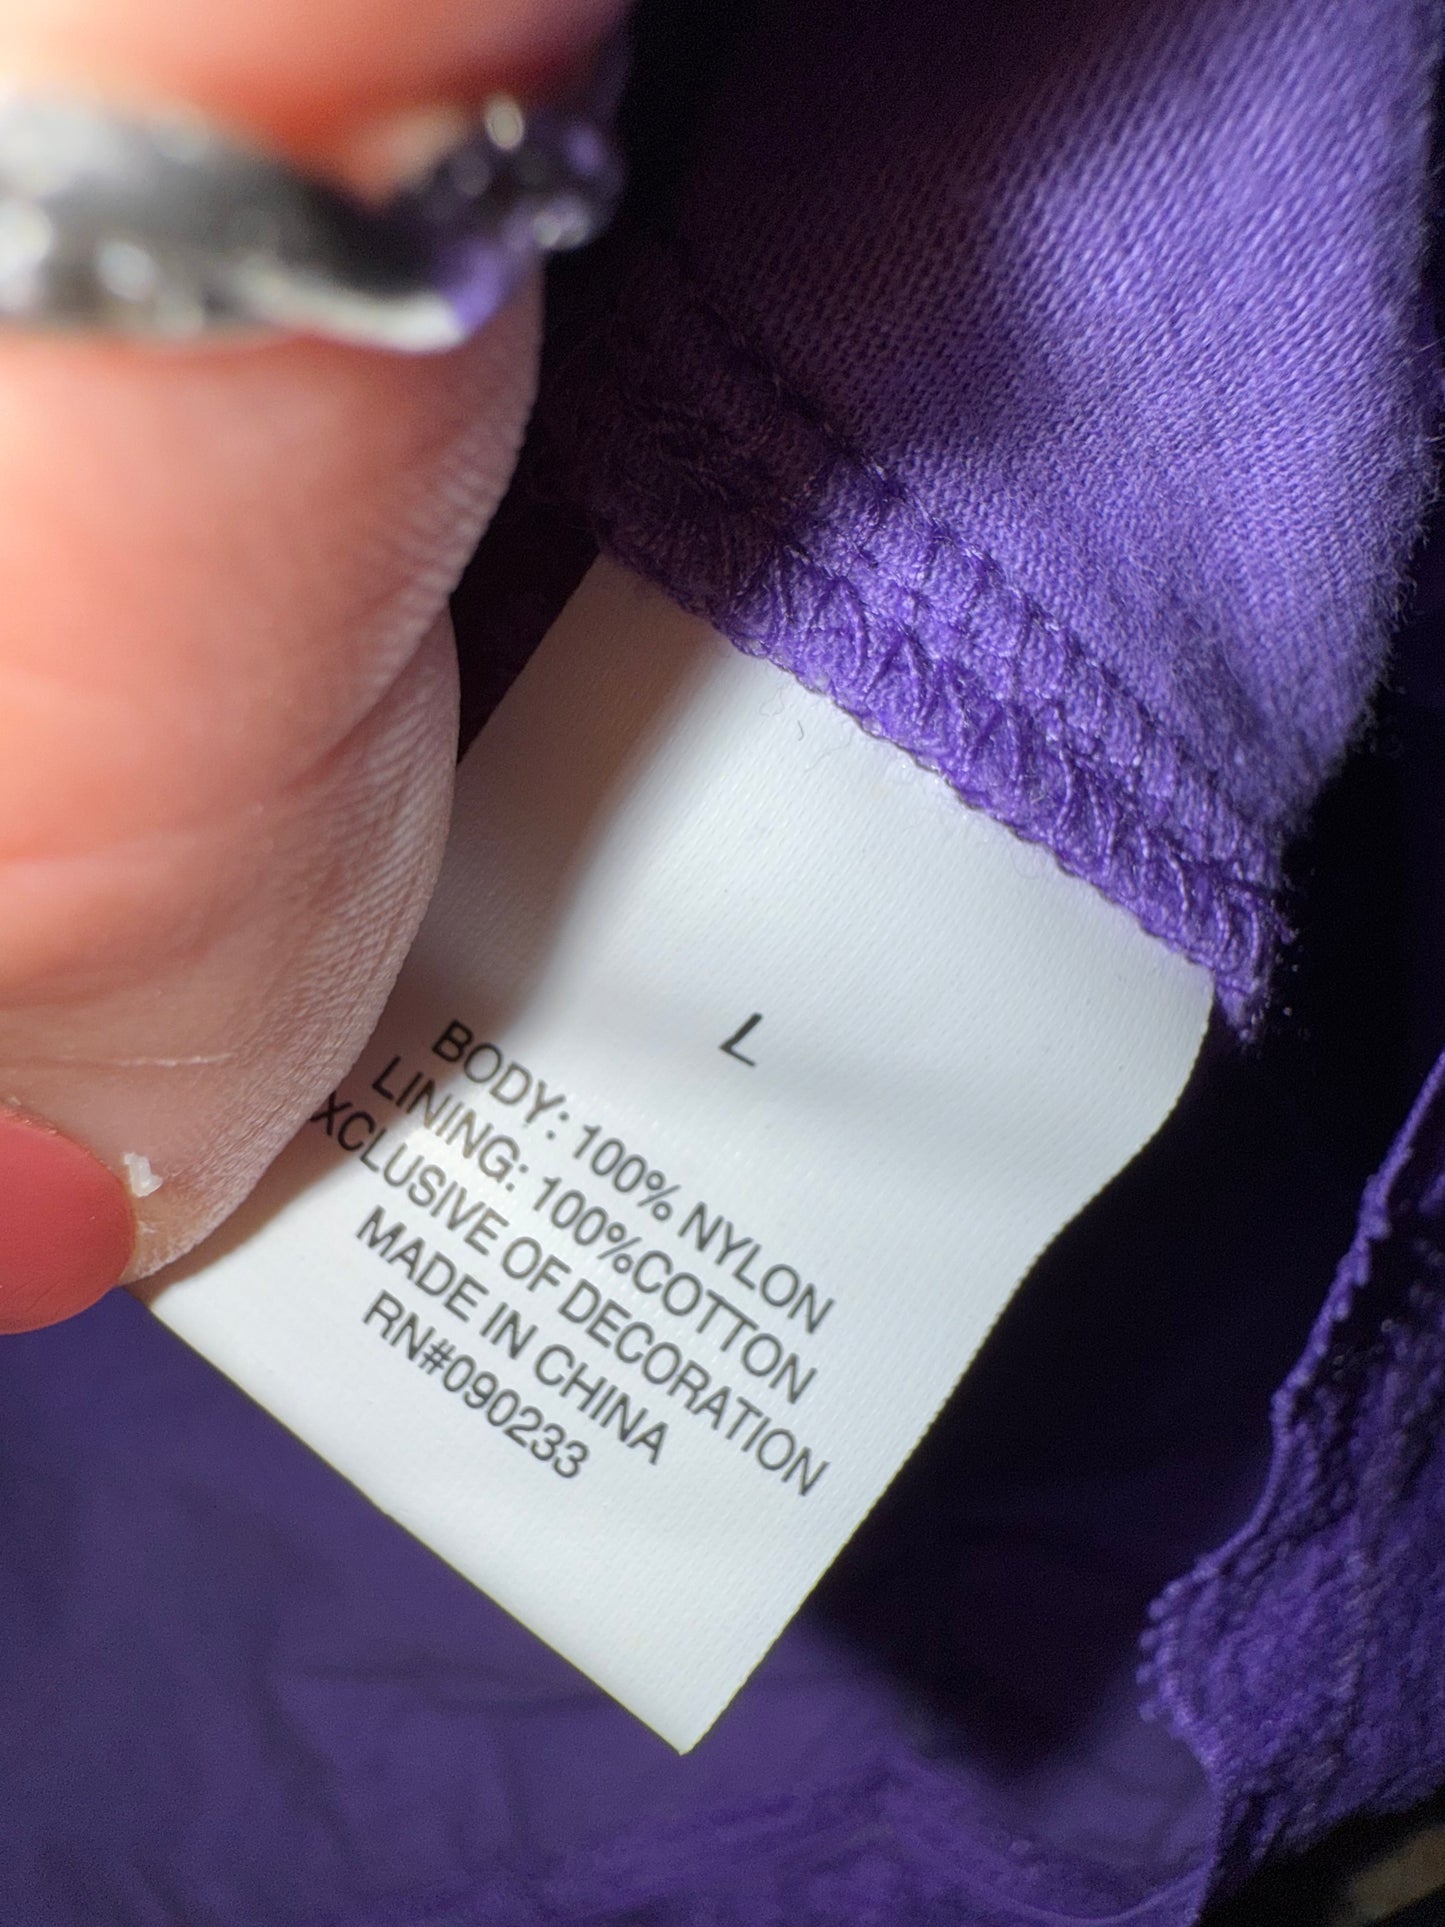 L
BODY: 100% NYLON
LINING: 100%COTTON
XCLUSIVE OF DECORATION
MADE IN CHINA
RN#090233